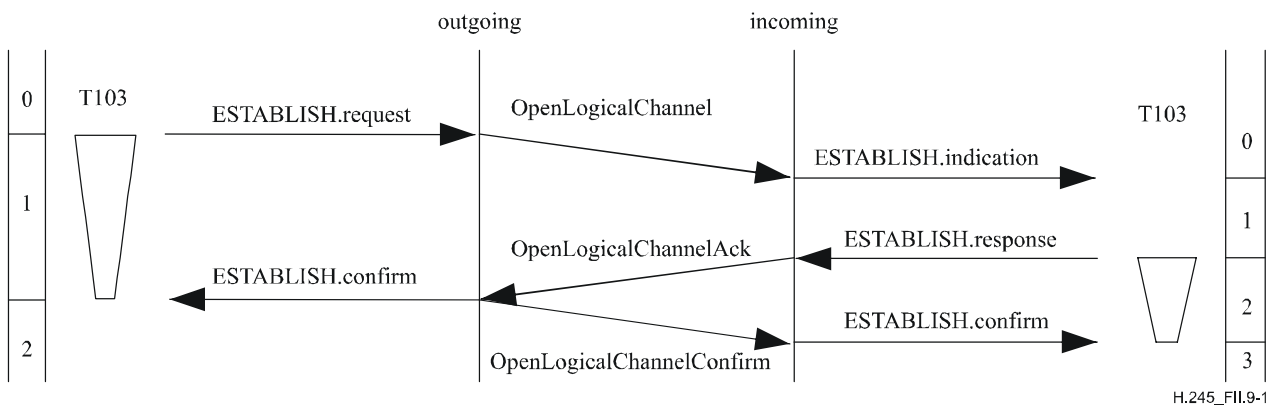 outgoing
incoming
0
T103
ESTABLISH.request
OpenLogicalChannel
T103
0
ESTABLISH.indication
1
1
OpenLogicalChannelAck
ESTABLISH.response
ESTABLISH.confirm
2
ESTABLISH.confirm
2
OpenLogicalChannelConfirm
3
H.245_FII.9-1